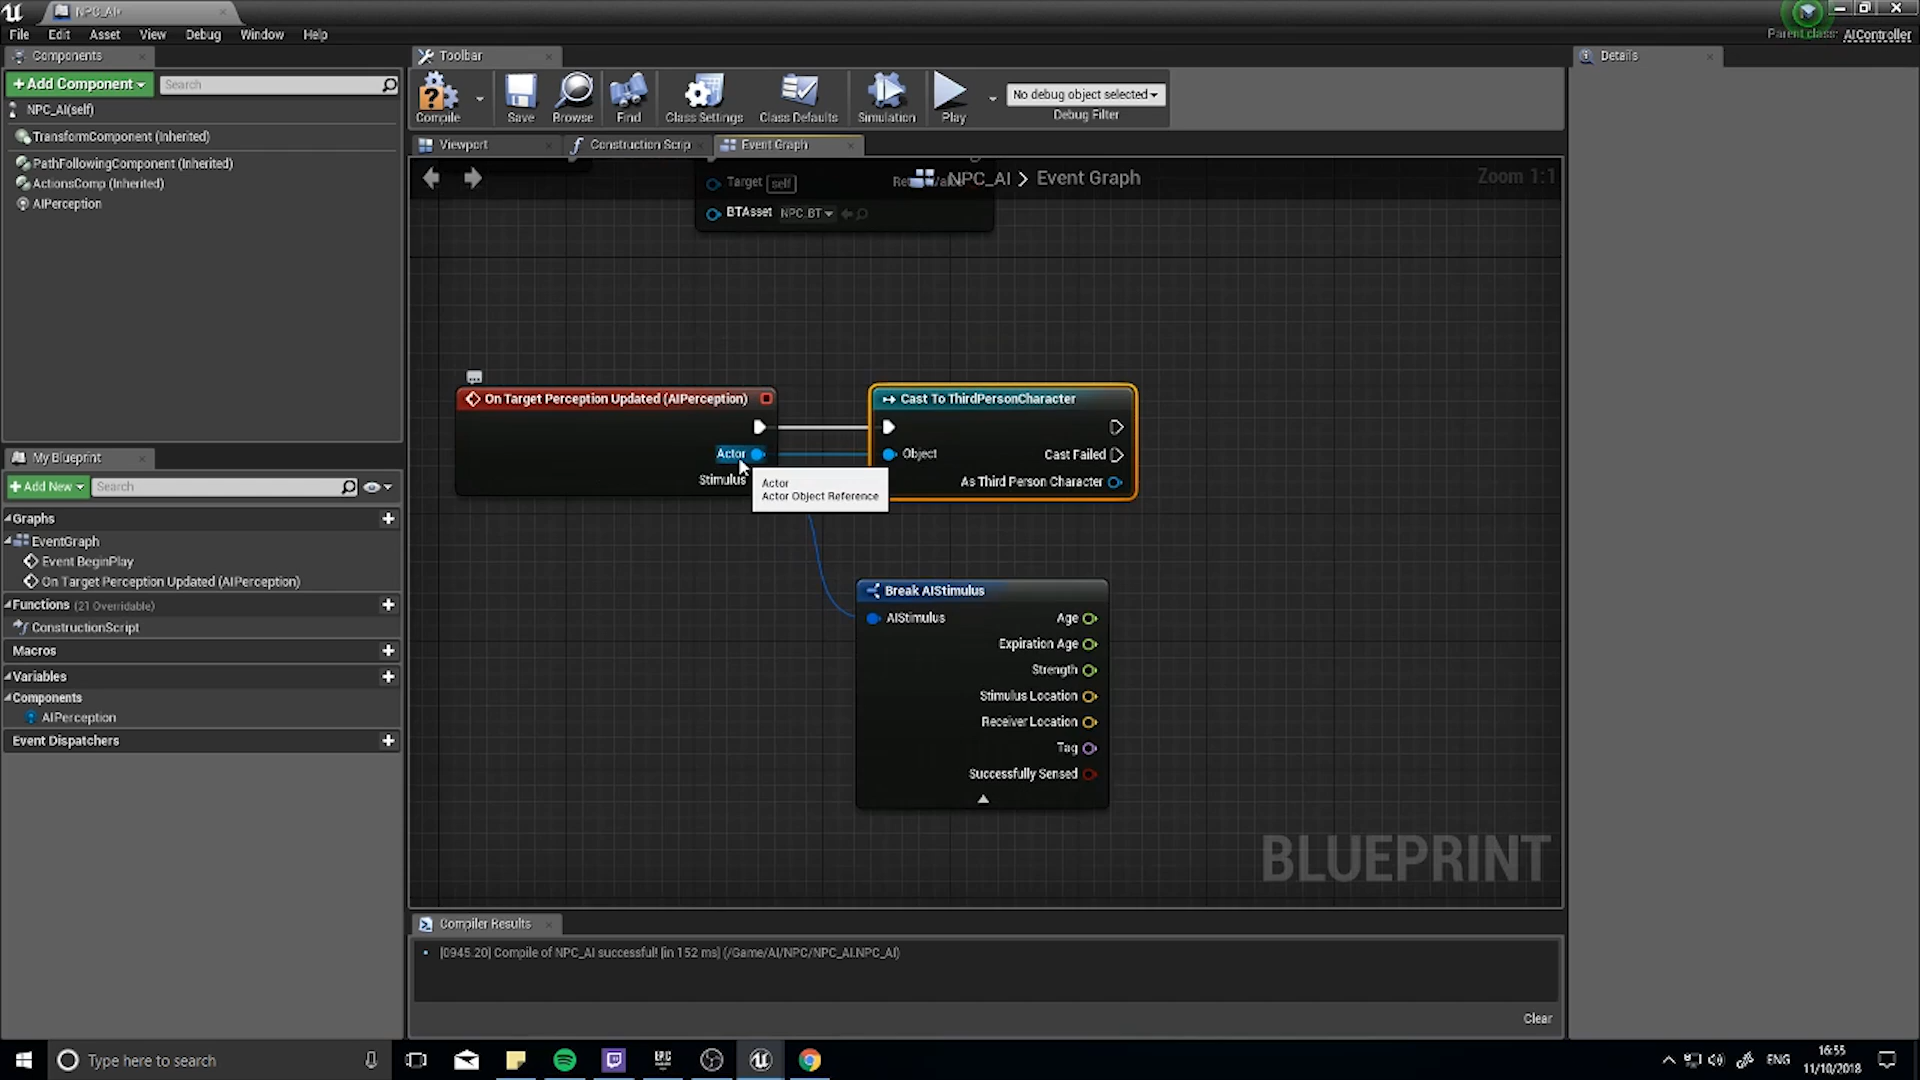 NPC_AI*
File Edit Asset View Debug Window Help
Parent class: AIController
Components
+Add Component Search
NPC_AI(self)
TransformComponent (Inherited)
PathFollowingComponent (Inherited)
ActionsComp (Inherited)
AIPerception
My Blueprint
+Add New Search
Graphs
EventGraph
Event BeginPlay
On Target Perception Updated (AIPerception)
Functions (21 Overridable)
ConstructionScript
Macros
Variables
Components
AIPerception
Event Dispatchers
Toolbar
Compile Save Browse Find Class Settings Class Defaults Simulation Play
No debug object selected
Debug Filter
Viewport Construction Scrip Event Graph
NPC_AI > Event Graph
Zoom 1:1
Target self
BTAsset NPC_BT
On Target Perception Updated (AIPerception)
Actor
Stimulus
Actor
Actor Object Reference
Cast To ThirdPersonCharacter
Object
Cast Failed
As Third Person Character
Break AIStimulus
AIStimulus
Age
Expiration Age
Strength
Stimulus Location
Receiver Location
Tag
Successfully Sensed
BLUEPRINT
Compiler Results
[0945.20] Compile of NPC_AI successful! [in 152 ms] (/Game/AI/NPC/NPC_AI.NPC_AI)
Clear
Details
Type here to search
ENG
16:55
11/10/2018